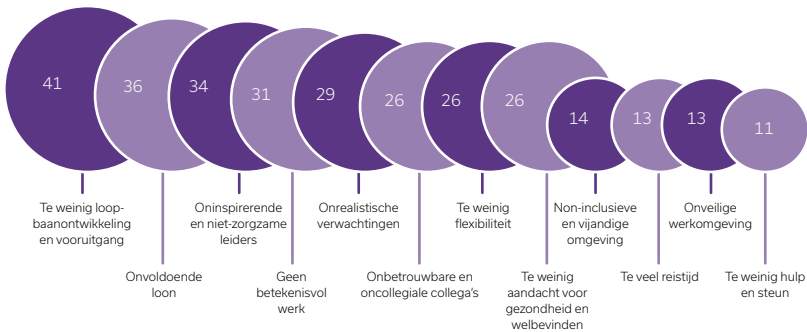 41
36
34
31
29
26
26
26
14
13
13
11
Te weinig loop-
baanontwikkeling
en vooruitgang
Onvoldoende
loon
Oninspirerende
en niet-zorgzame
leiders
Geen
betekenisvol
werk
Onrealistische
verwachtingen
Onbetrouwbare en
oncollegiale collega's
Te weinig
flexibiliteit
Te weinig
aandacht voor
gezondheid en
welbevinden
Non-inclusieve
en vijandige
omgeving
Te veel reistijd
Onveilige
werkomgeving
Te weinig hulp
en steun